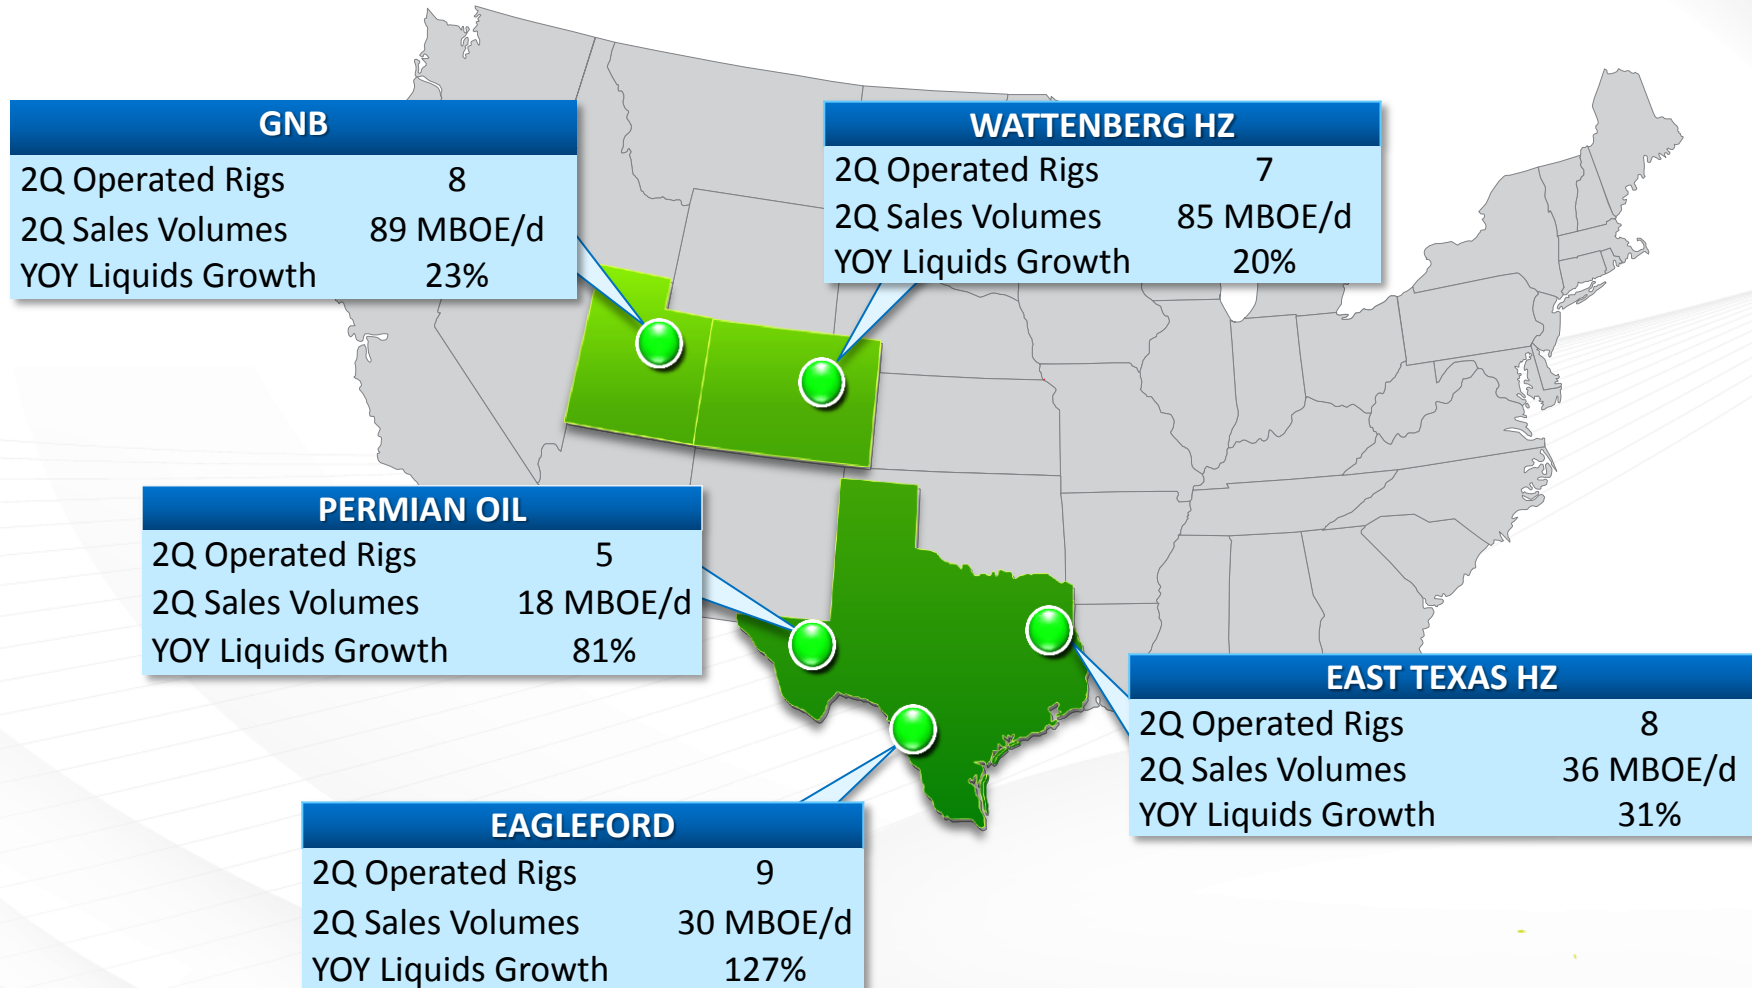 GNB
2Q Operated Rigs 8
2Q Sales Volumes 89 MBOE/d
YOY Liquids Growth 23%
WATTENBERG HZ
2Q Operated Rigs 7
2Q Sales Volumes 85 MBOE/d
YOY Liquids Growth 20%
PERMIAN OIL
2Q Operated Rigs 5
2Q Sales Volumes 18 MBOE/d
YOY Liquids Growth 81%
EAST TEXAS HZ
2Q Operated Rigs 8
2Q Sales Volumes 36 MBOE/d
YOY Liquids Growth 31%
EAGLEFORD
2Q Operated Rigs 9
2Q Sales Volumes 30 MBOE/d
YOY Liquids Growth 127%